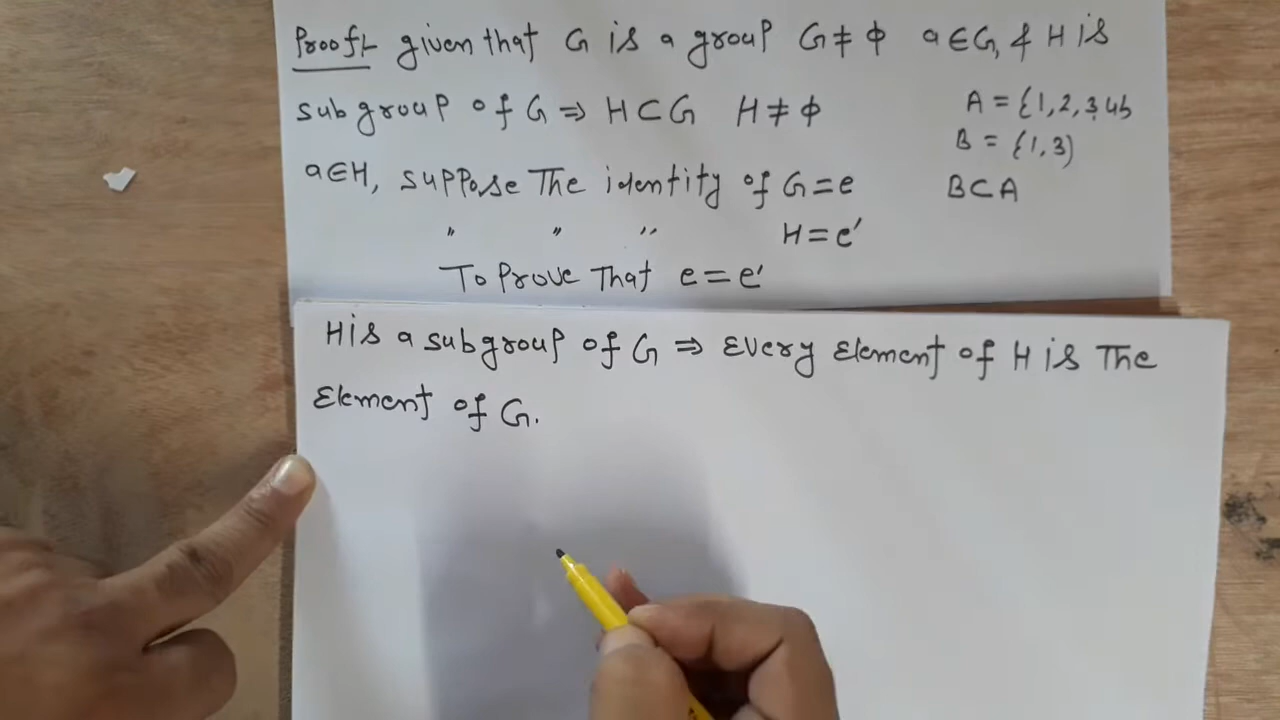 Proof:- given that G is a group G ≠ ϕ a ∈ G, & H is
subgroup of G ⇒ H ⊂ G H ≠ ϕ
A = {1, 2, 3, 4}
B = {1, 3}
a ∈ H, suppose The identity of G = e
B ⊂ A
" " " H = e'
To Prove That e = e'
H is a subgroup of G ⇒ Every Element of H is The
Element of G.